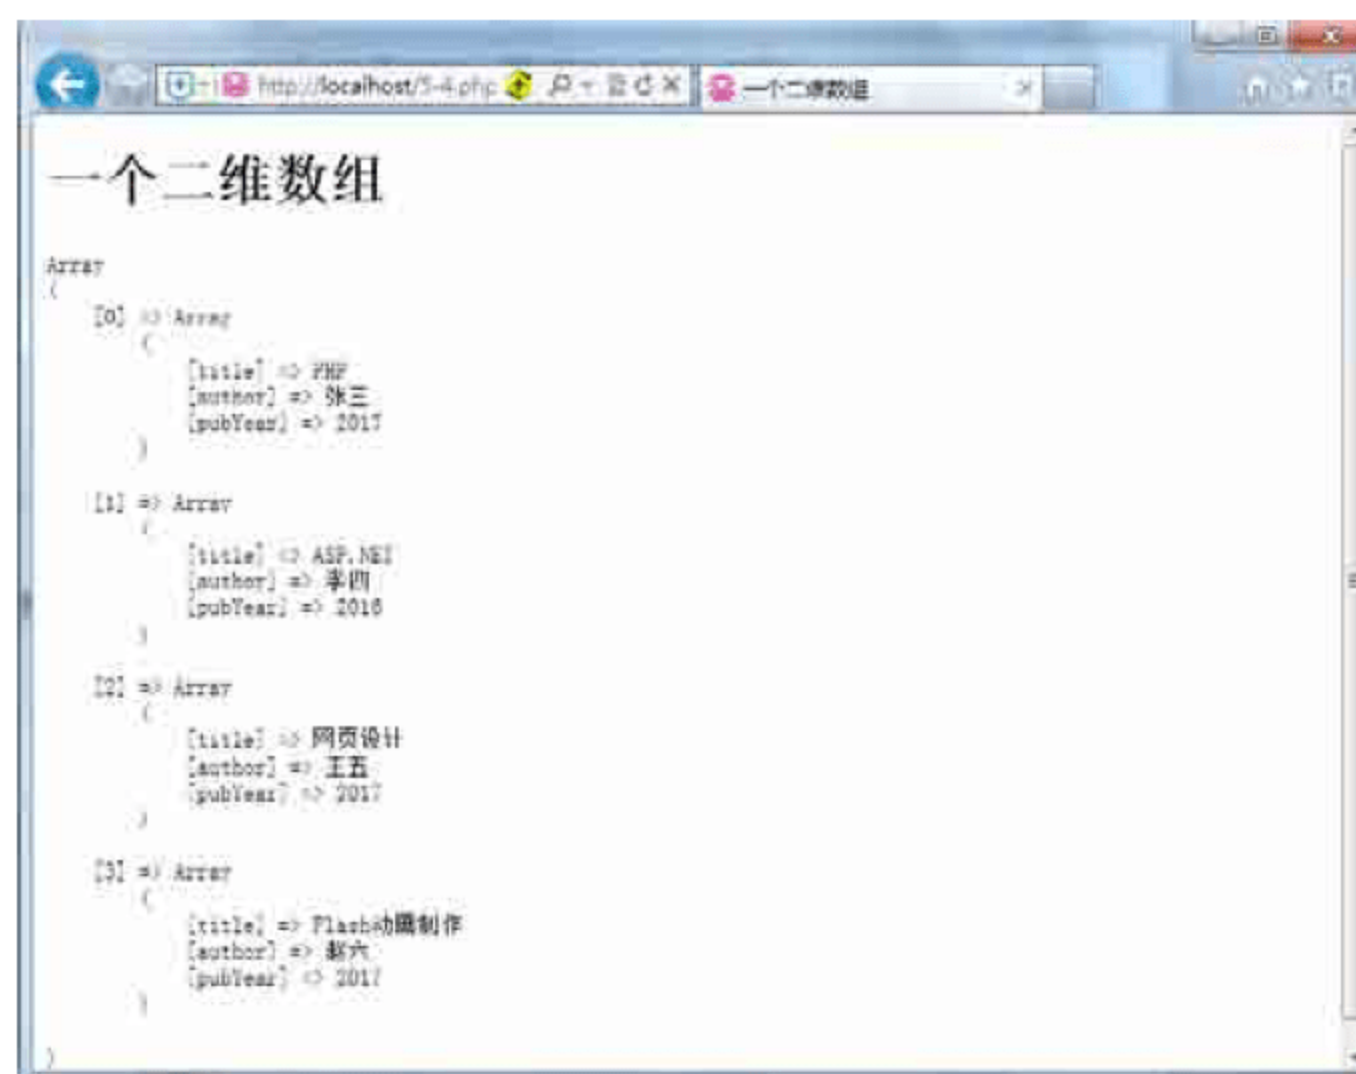 http://localhost/5-4.php
一个二维数组
一个二维数组
Array
(
[0] => Array
(
[title] => PHP
[author] => 张三
[pubYear] => 2017
)
[1] => Array
(
[title] => ASP.NET
[author] => 李四
[pubYear] => 2016
)
[2] => Array
(
[title] => 网页设计
[author] => 王五
[pubYear] => 2017
)
[3] => Array
(
[title] => Flash动画制作
[author] => 赵六
[pubYear] => 2017
)
)